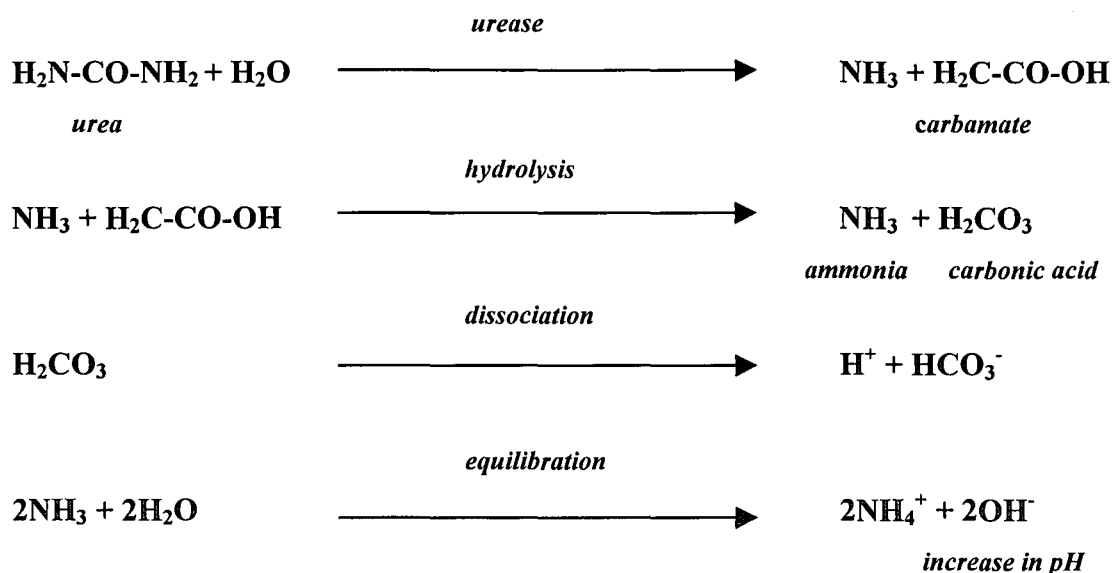 urease
H₂N-CO-NH₂ + H₂O NH₃ + H₂C-CO-OH
urea carbamate
hydrolysis
NH₃ + H₂C-CO-OH NH₃ + H₂CO₃
ammonia carbonic acid
dissociation
H₂CO₃ H⁺ + HCO₃⁻
equilibration
2NH₃ + 2H₂O 2NH₄⁺ + 2OH⁻
increase in pH